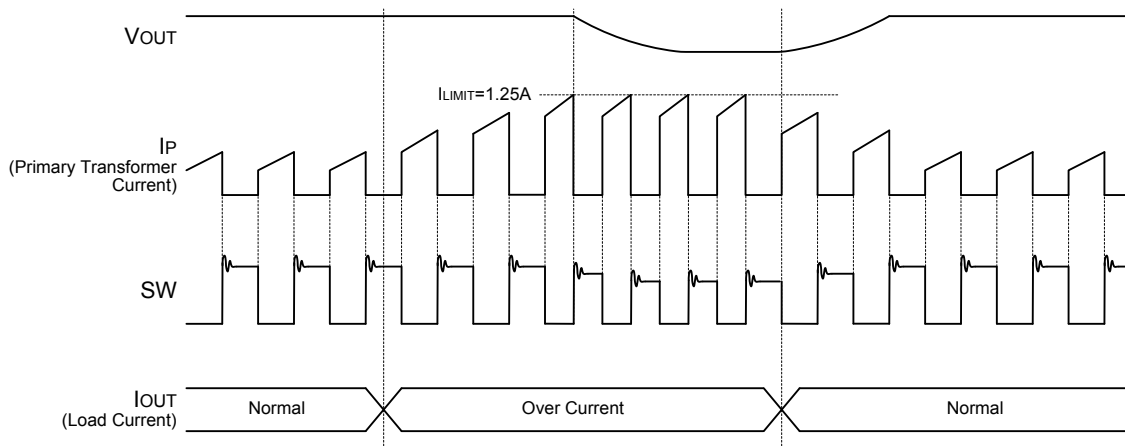 VOUT
ILIMIT=1.25A
IP
(Primary Transformer
Current)
SW
IOUT
(Load Current)
Normal
Over Current
Normal